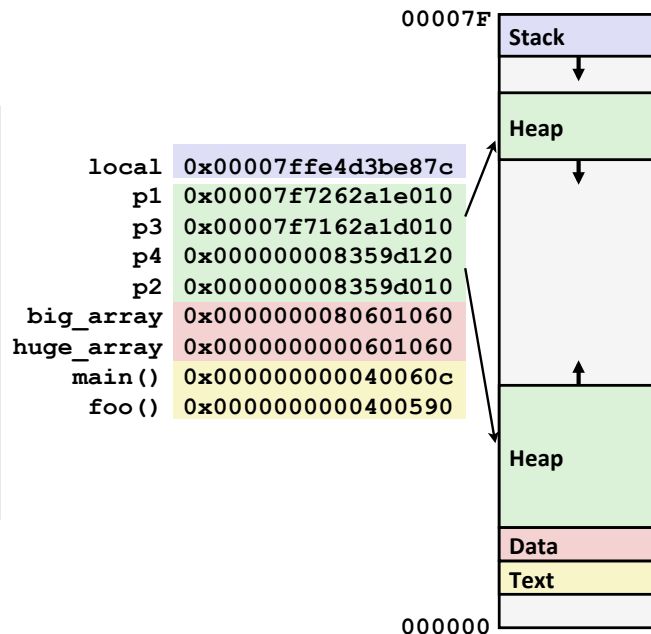 00007F
Stack
Heap
local 0x00007ffe4d3be87c
p1 0x00007f7262a1e010
p3 0x00007f7162a1d010
p4 0x000000008359d120
p2 0x000000008359d010
big_array 0x0000000080601060
huge_array 0x0000000000601060
main() 0x000000000040060c
foo() 0x0000000000400590
Heap
Data
Text
000000